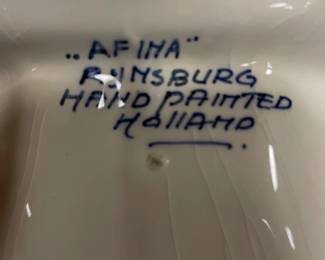 „AFINA"
RIJNSBURG
HAND PAINTED
HOLLAND.